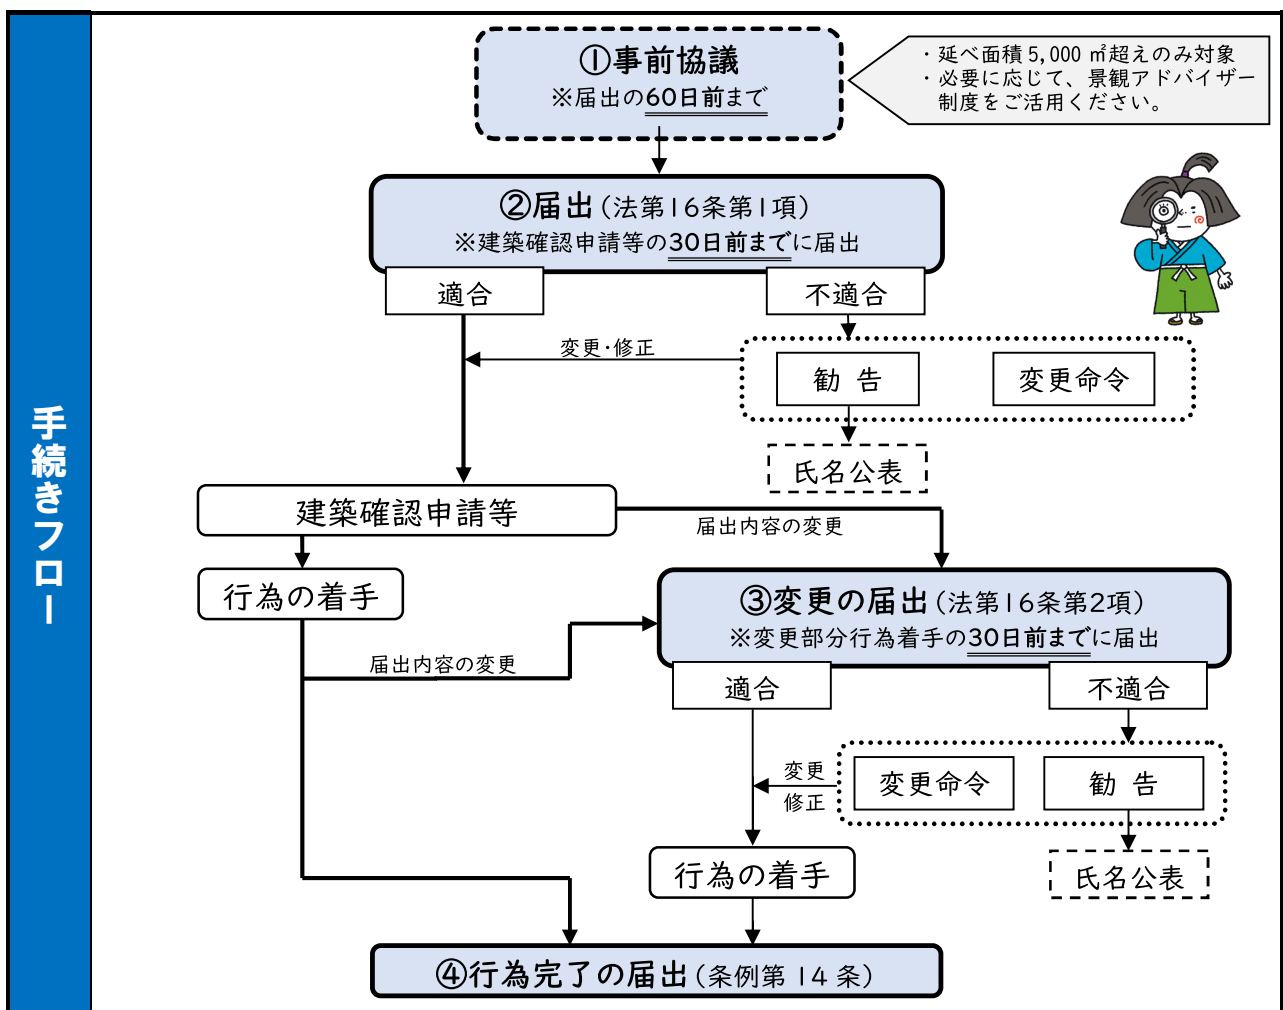 手続きフロー
①事前協議
※届出の60日前まで
・延べ面積5,000㎡超えのみ対象
・必要に応じて、景観アドバイザー
制度をご活用ください。
②届出(法第16条第1項)
※建築確認申請等の30日前までに届出
適合
不適合
変更・修正
勧 告
変更命令
氏名公表
建築確認申請等
届出内容の変更
行為の着手
③変更の届出(法第16条第2項)
※変更部分行為着手の30日前までに届出
届出内容の変更
適合
不適合
変更
修正
変更命令
勧 告
行為の着手
氏名公表
④行為完了の届出(条例第 14 条)